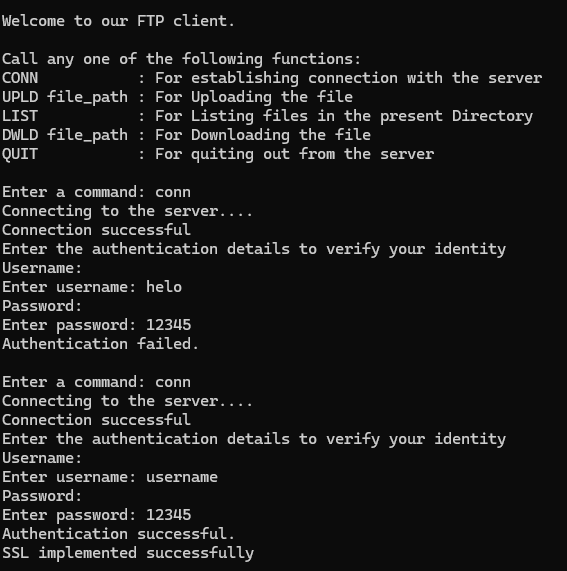 Welcome to our FTP client.
Call any one of the following functions:
CONN           : For establishing connection with the server
UPLD file_path : For Uploading the file
LIST           : For Listing files in the present Directory
DWLD file_path : For Downloading the file
QUIT           : For quiting out from the server
Enter a command: conn
Connecting to the server....
Connection successful
Enter the authentication details to verify your identity
Username:
Enter username: helo
Password:
Enter password: 12345
Authentication failed.
Enter a command: conn
Connecting to the server....
Connection successful
Enter the authentication details to verify your identity
Username:
Enter username: username
Password:
Enter password: 12345
Authentication successful.
SSL implemented successfully